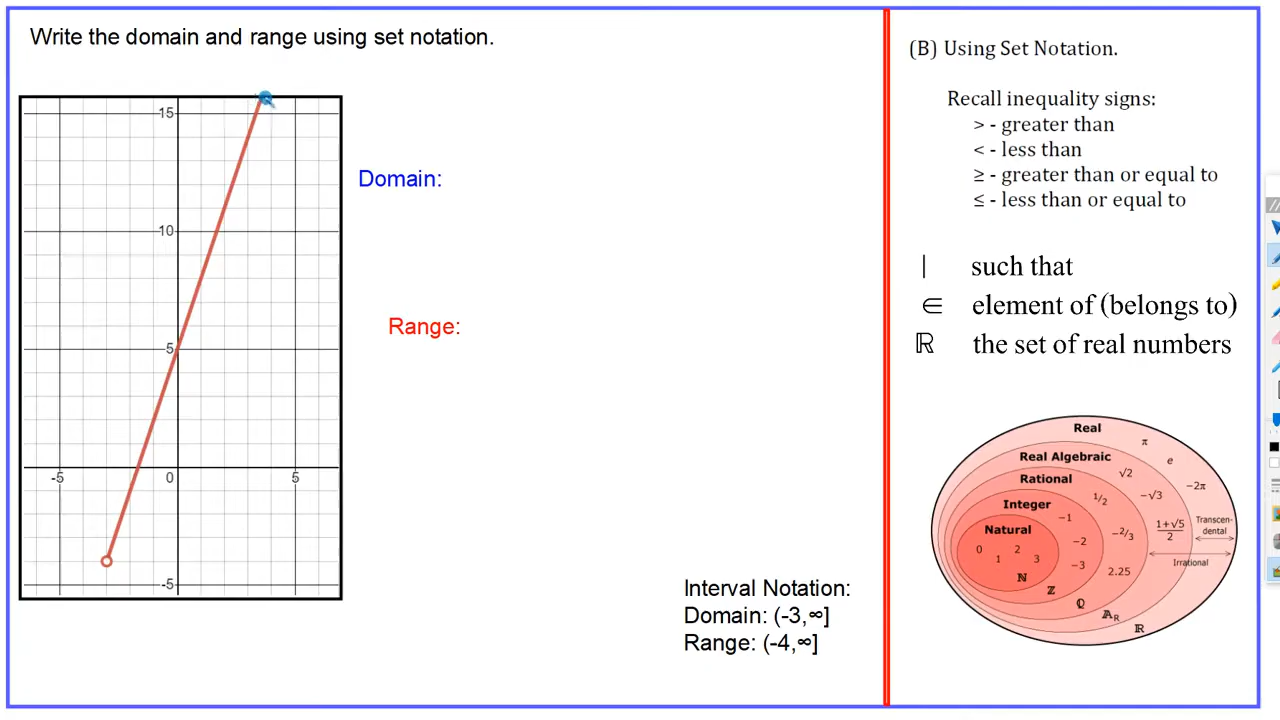 Write the domain and range using set notation.
15
10
5
-5
0
5
-5
Domain:
Range:
Interval Notation:
Domain: (-3,∞]
Range: (-4,∞]
(B) Using Set Notation.
Recall inequality signs:
> - greater than
< - less than
≥ - greater than or equal to
≤ - less than or equal to
| such that
∈ element of (belongs to)
ℝ the set of real numbers
Real
π
Real Algebraic
e
√2
Rational
-2π
1/2
-√3
Integer
-1
1+√5
2
Transcen-
dental
Natural
-2/3
0 1 2 3
-2
-3
2.25
Irrational
ℕ
ℤ
ℚ
𝔸R
ℝ